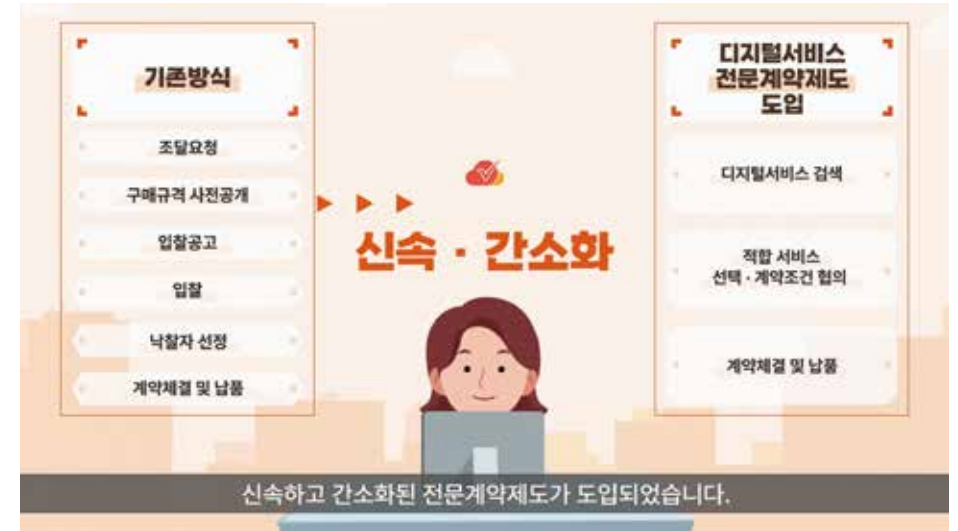 기존방식
조달요청
구매규격 사전공개
입찰공고
입찰
낙찰자 선정
계약체결 및 납품
신속 · 간소화
디지털서비스
전문계약제도
도입
디지털서비스 검색
적합 서비스
선택 · 계약조건 협의
계약체결 및 납품
신속하고 간소화된 전문계약제도가 도입되었습니다.